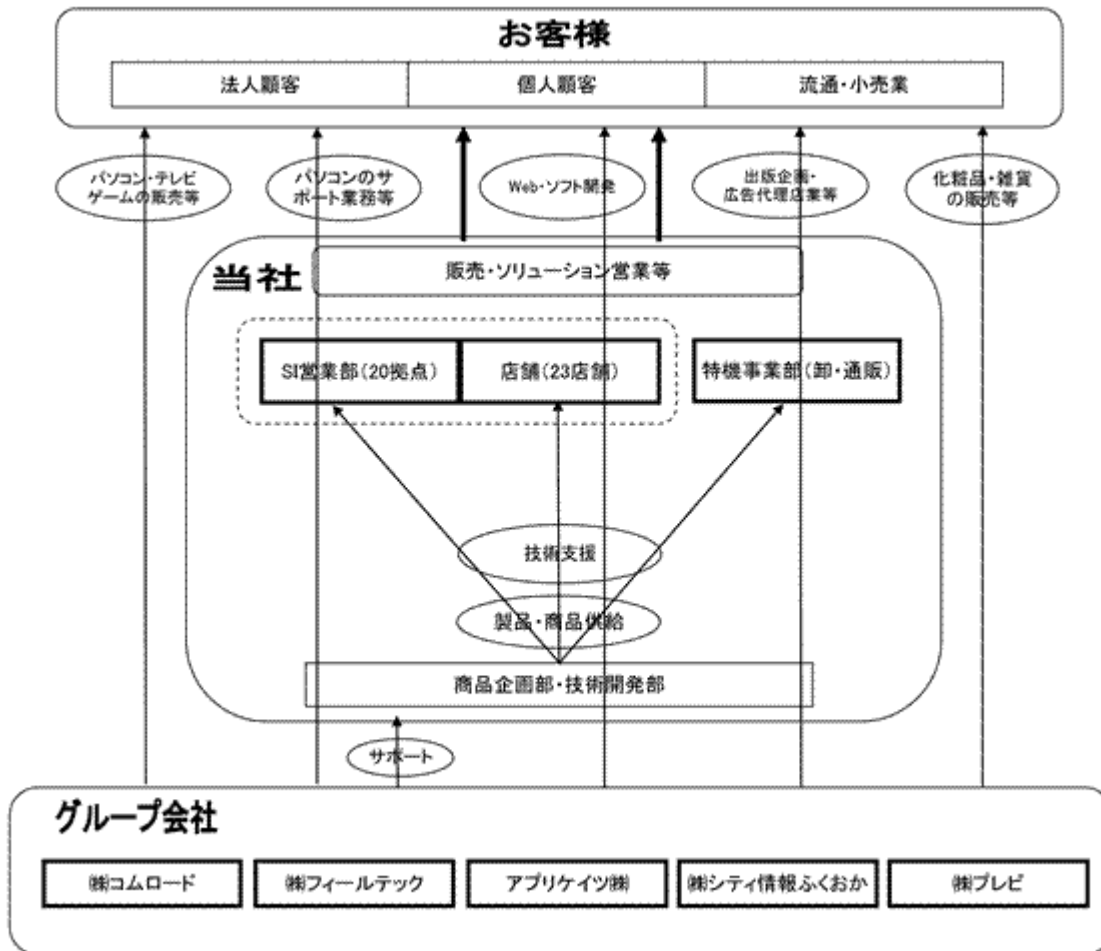 お客様
法人顧客
個人顧客
流通・小売業
パソコン・テレビ
ゲームの販売等
パソコンのサ
ポート業務等
Web・ソフト開発
出版企画・
広告代理店業等
化粧品・雑貨
の販売等
当社
販売・ソリューション営業等
SI営業部(20拠点)
店舗(23店舗)
特機事業部(卸・通販)
技術支援
製品・商品供給
商品企画部・技術開発部
サポート
グループ会社
㈱コムロード
㈱フィールテック
アプリケイツ㈱
㈱シティ情報ふくおか
㈱プレビ